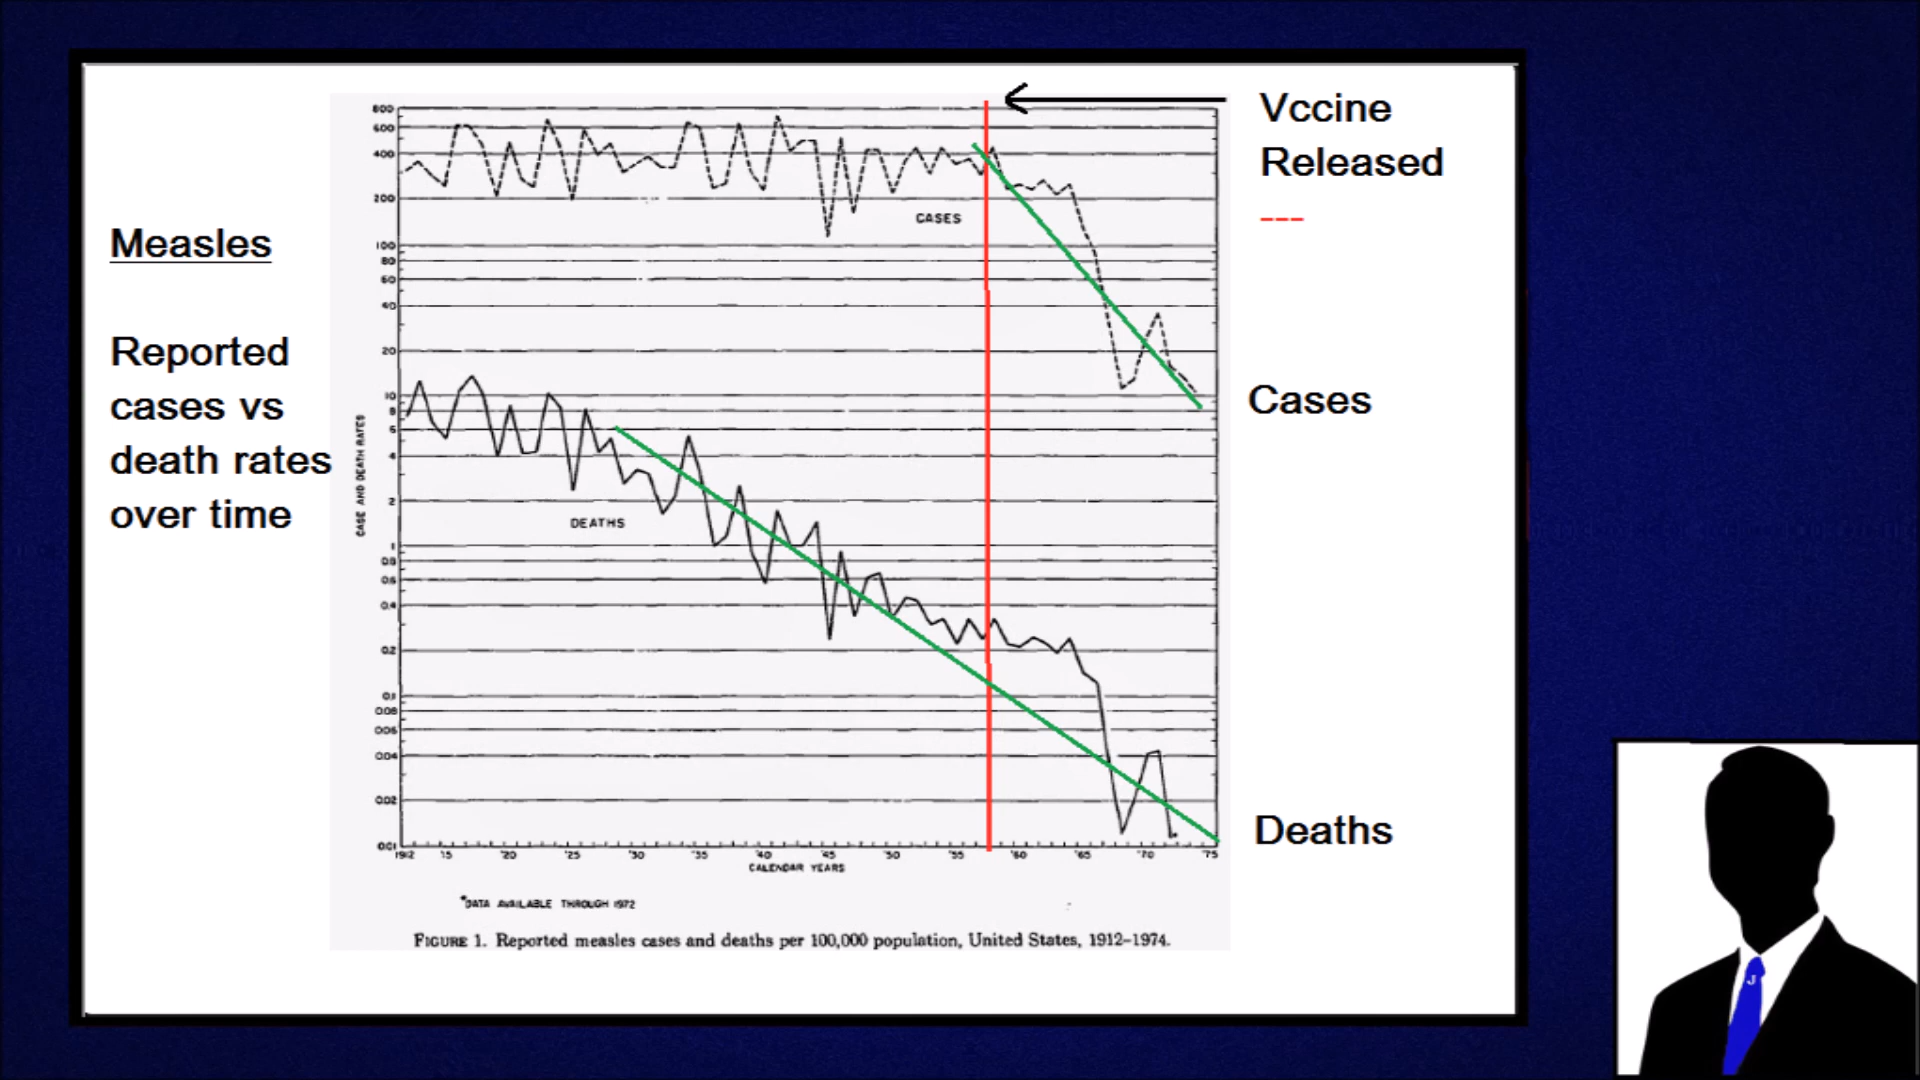 Measles
Reported
cases vs
death rates
over time
Vccine
Released
---
Cases
Deaths
800
600
400
200
100
80
60
40
20
10
8
6
4
2
1
0.8
0.6
0.4
0.2
0.1
0.08
0.06
0.04
0.02
0.01
CASE AND DEATH RATES
CASES
DEATHS
1912 '15 '20 '25 '30 '35 '40 '45 '50 '55 '60 '65 '70 '75
CALENDAR YEARS
*DATA AVAILABLE THROUGH 1972
FIGURE 1. Reported measles cases and deaths per 100,000 population, United States, 1912–1974.
J